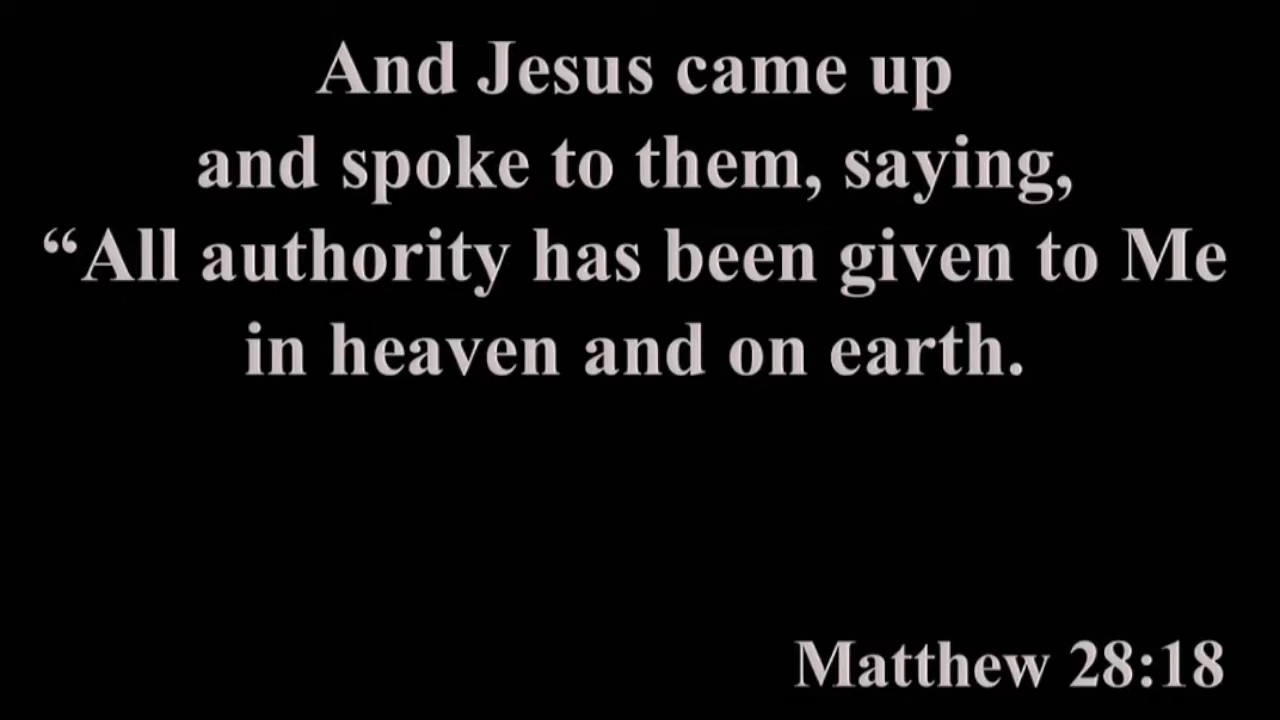 And Jesus came up
and spoke to them, saying,
“All authority has been given to Me
in heaven and on earth.
Matthew 28:18